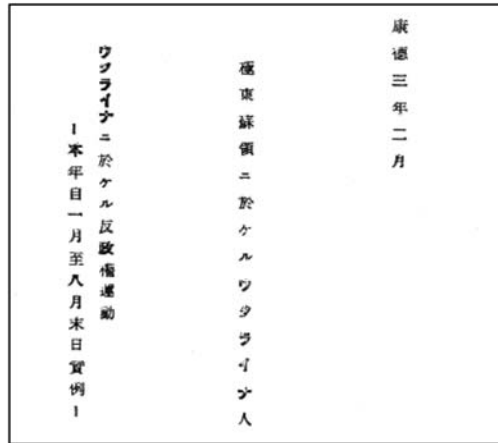 康德三年二月
極東蘇領ニ於ケルウクライナ人
ウクライナニ於ケル反政權運動
ー本年自一月至八月末日實例ー